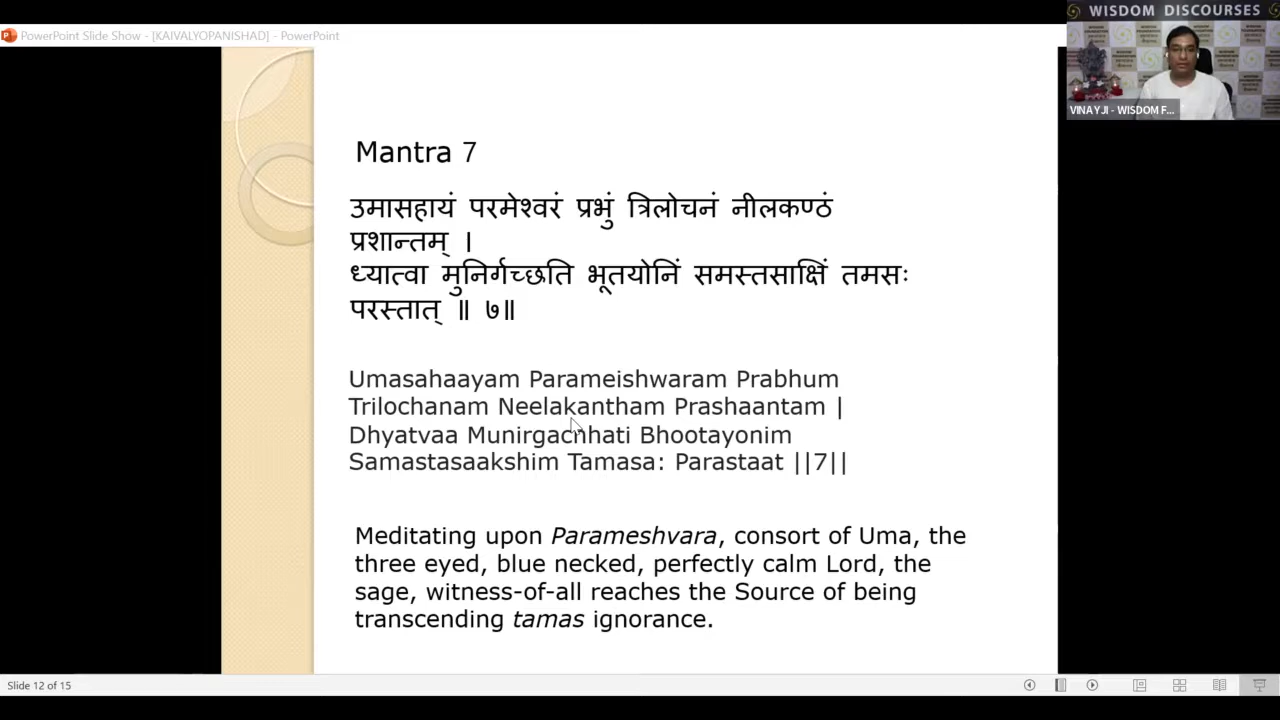 PowerPoint Slide Show - [KAIVALYOPANISHAD] - PowerPoint
WISDOM DISCOURSES
VINAYJI - WISDOM F...
Mantra 7
उमासहायं परमेश्वरं प्रभुं त्रिलोचनं नीलकण्ठं
प्रशान्तम् ।
ध्यात्वा मुनिर्गच्छति भूतयोनिं समस्तसाक्षिं तमसः
परस्तात् ॥ ७॥
Umasahaayam Parameishwaram Prabhum
Trilochanam Neelakantham Prashaantam |
Dhyatvaa Munirgachhati Bhootayonim
Samastasaakshim Tamasa: Parastaat ||7||
Meditating upon Parameshvara, consort of Uma, the
three eyed, blue necked, perfectly calm Lord, the
sage, witness-of-all reaches the Source of being
transcending tamas ignorance.
Slide 12 of 15